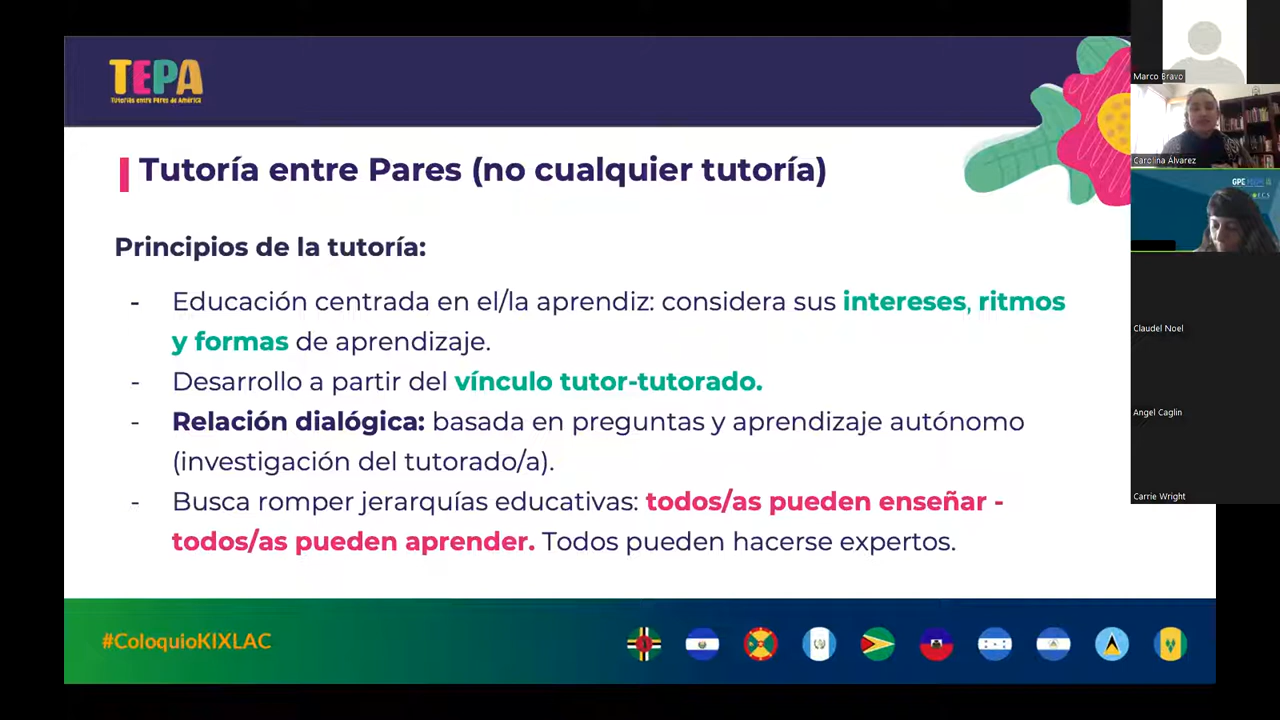 TEPA
Tutorías entre Pares de América
Tutoría entre Pares (no cualquier tutoría)
Principios de la tutoría:
- Educación centrada en el/la aprendiz: considera sus intereses, ritmos
y formas de aprendizaje.
- Desarrollo a partir del vínculo tutor-tutorado.
- Relación dialógica: basada en preguntas y aprendizaje autónomo
(investigación del tutorado/a).
- Busca romper jerarquías educativas: todos/as pueden enseñar -
todos/as pueden aprender. Todos pueden hacerse expertos.
#ColoquioKIXLAC
Marco Bravo
Carolina Álvarez
GPE
Claudel Noel
Angel Caglin
Carrie Wright